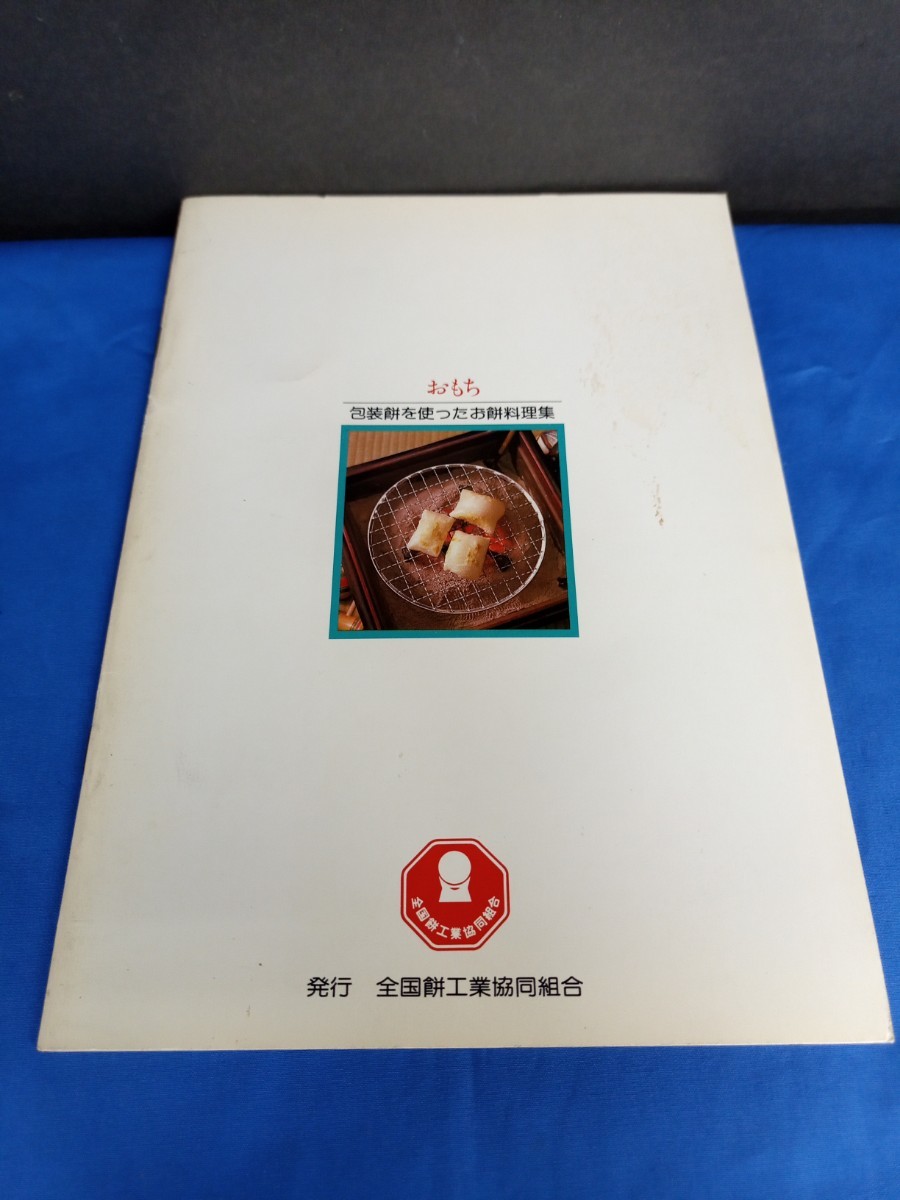 おもち
包装餅を使ったお餅料理集
全国餅工業協同組合
発行　全国餅工業協同組合